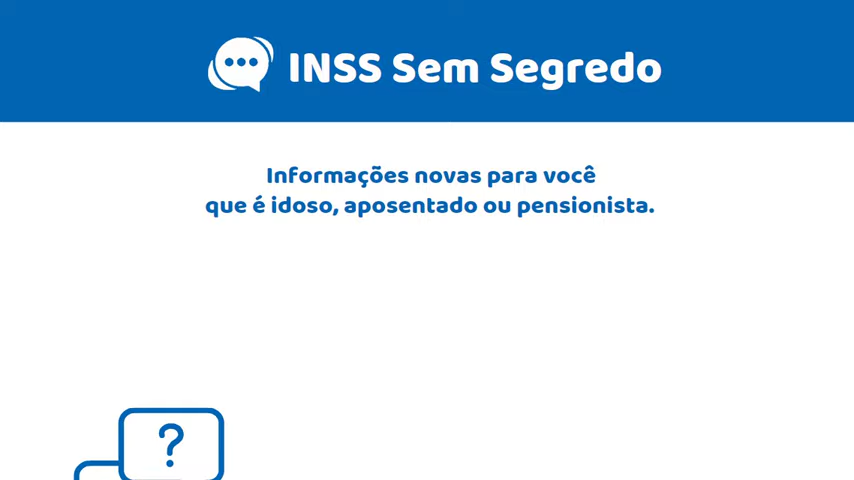 INSS Sem Segredo
Informações novas para você
que é idoso, aposentado ou pensionista.
?